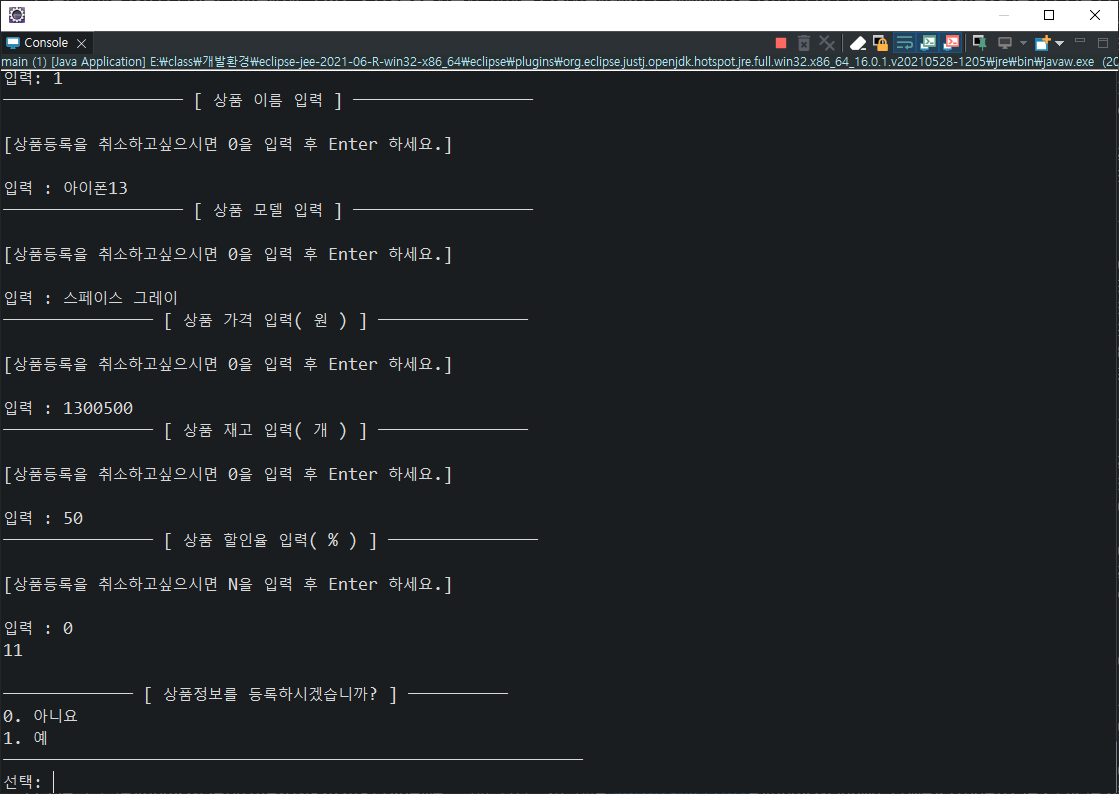 Console
main (1) [Java Application] E:₩class₩개발환경₩eclipse-jee-2021-06-R-win32-x86_64₩eclipse₩plugins₩org.eclipse.justj.openjdk.hotspot.jre.full.win32.x86_64_16.0.1.v20210528-1205₩jre₩bin₩javaw.exe (20
입력: 1
────────────────── [ 상품 이름 입력 ] ──────────────────
[상품등록을 취소하고싶으시면 0을 입력 후 Enter 하세요.]
입력 : 아이폰13
────────────────── [ 상품 모델 입력 ] ──────────────────
[상품등록을 취소하고싶으시면 0을 입력 후 Enter 하세요.]
입력 : 스페이스 그레이
─────────────── [ 상품 가격 입력( 원 ) ] ───────────────
[상품등록을 취소하고싶으시면 0을 입력 후 Enter 하세요.]
입력 : 1300500
─────────────── [ 상품 재고 입력( 개 ) ] ───────────────
[상품등록을 취소하고싶으시면 0을 입력 후 Enter 하세요.]
입력 : 50
─────────────── [ 상품 할인율 입력( % ) ] ───────────────
[상품등록을 취소하고싶으시면 N을 입력 후 Enter 하세요.]
입력 : 0
11
───────────── [ 상품정보를 등록하시겠습니까? ] ──────────
0. 아니요
1. 예
──────────────────────────────────────────────────────────
선택: